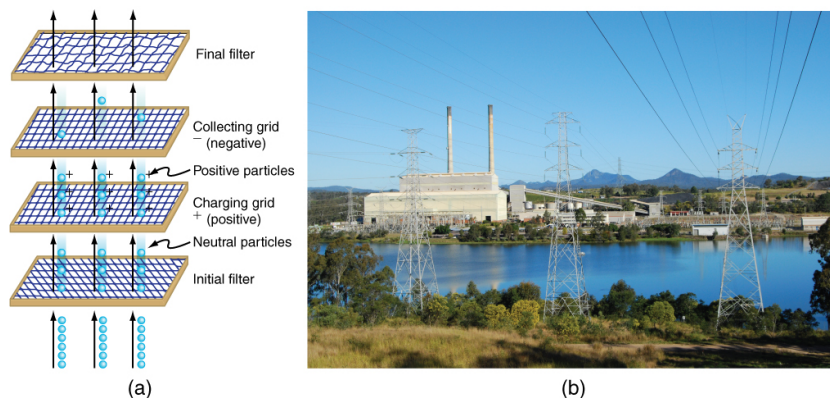 Final filter
Collecting grid
− (negative)
Positive particles
+
+
+
+
+
+
+
+
+
Charging grid
+ (positive)
Neutral particles
Initial filter
(a)
(b)